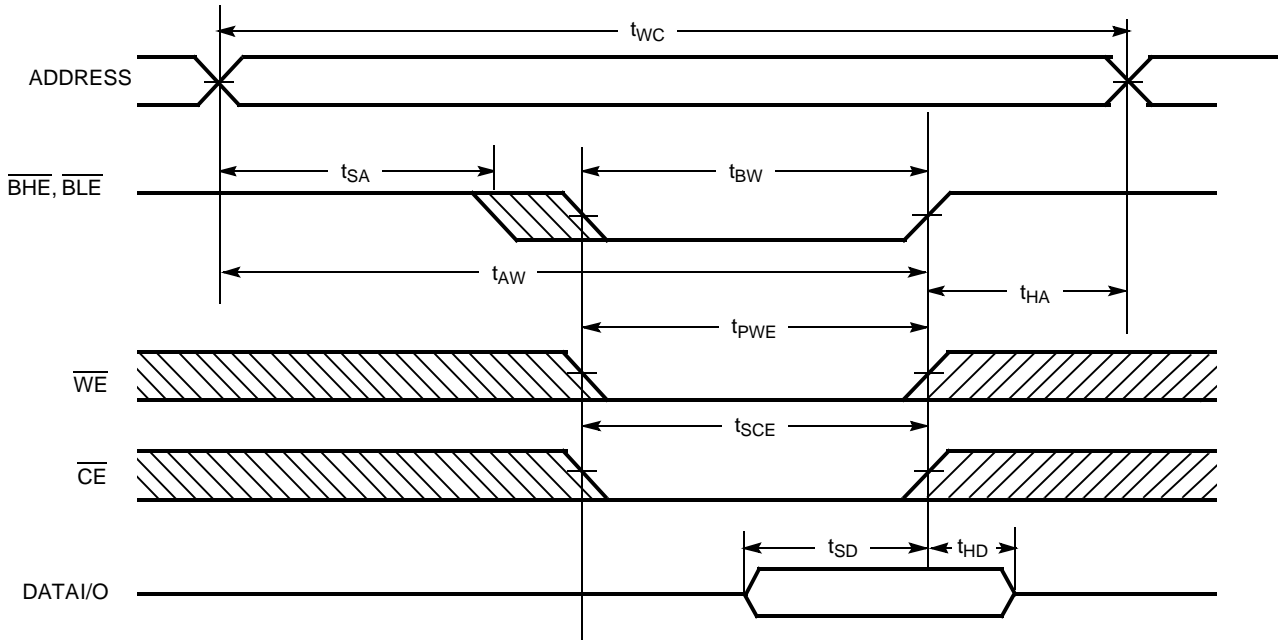 tWC
ADDRESS
tSA
tBW
BHE, BLE
tAW
tHA
tPWE
WE
tSCE
CE
tSD
tHD
DATAI/O